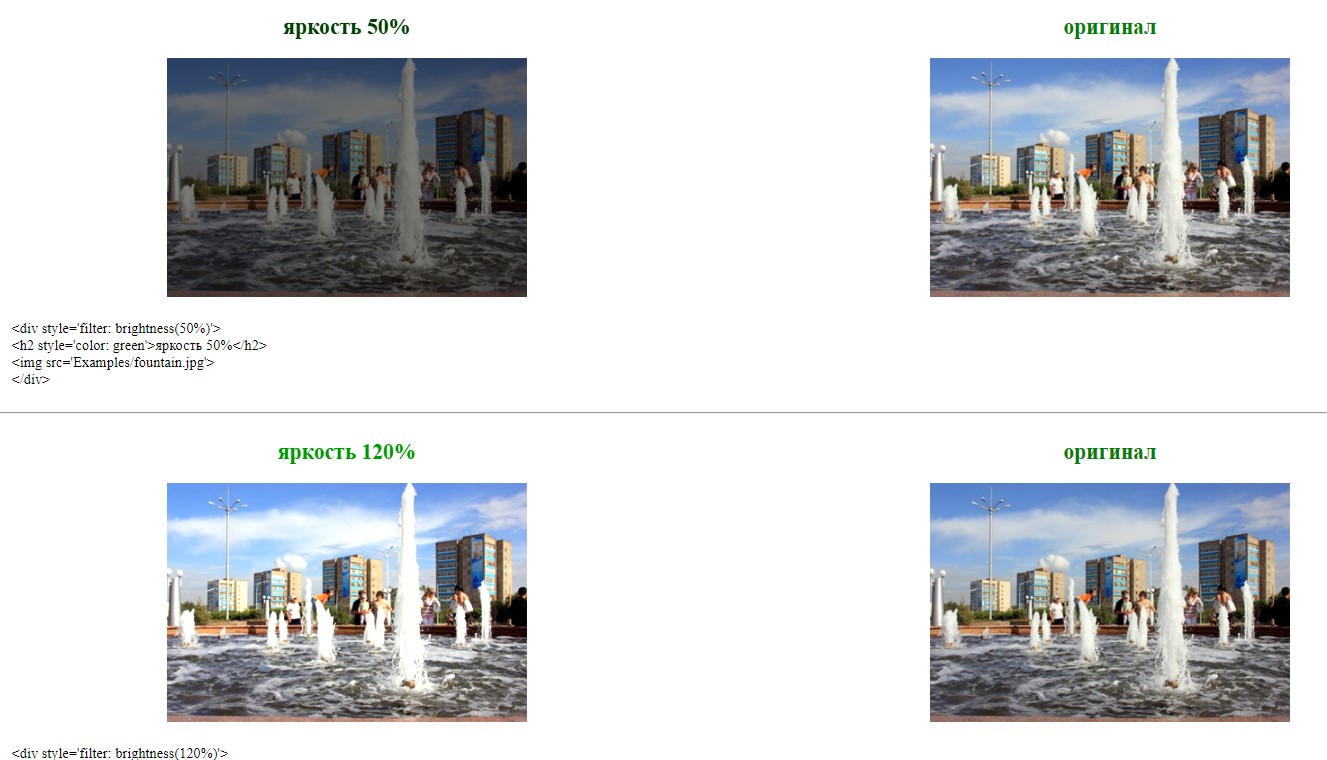 яркость 50%
оригинал
<div style='filter: brightness(50%)'>
<h2 style='color: green'>яркость 50%</h2>
<img src='Examples/fountain.jpg'>
</div>
яркость 120%
оригинал
<div style='filter: brightness(120%)'>